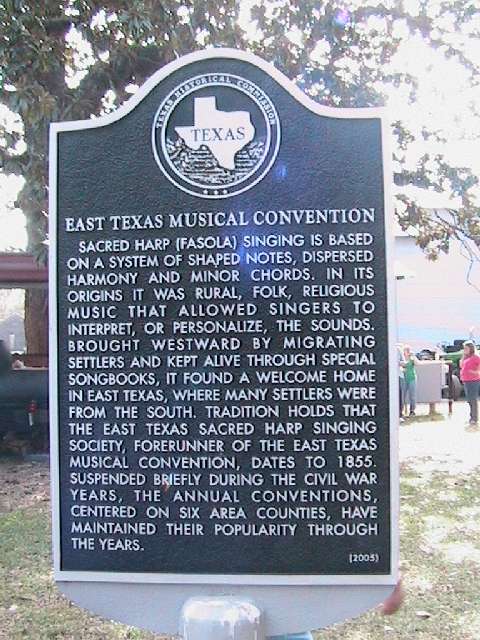 TEXAS HISTORICAL COMMISSION
TEXAS
EAST TEXAS MUSICAL CONVENTION
SACRED HARP (FASOLA) SINGING IS BASED
ON A SYSTEM OF SHAPED NOTES, DISPERSED
HARMONY AND MINOR CHORDS. IN ITS
ORIGINS IT WAS RURAL, FOLK, RELIGIOUS
MUSIC THAT ALLOWED SINGERS TO
INTERPRET, OR PERSONALIZE, THE SOUNDS.
BROUGHT WESTWARD BY MIGRATING
SETTLERS AND KEPT ALIVE THROUGH SPECIAL
SONGBOOKS, IT FOUND A WELCOME HOME
IN EAST TEXAS, WHERE MANY SETTLERS WERE
FROM THE SOUTH. TRADITION HOLDS THAT
THE EAST TEXAS SACRED HARP SINGING
SOCIETY, FORERUNNER OF THE EAST TEXAS
MUSICAL CONVENTION, DATES TO 1855.
SUSPENDED BRIEFLY DURING THE CIVIL WAR
YEARS, THE ANNUAL CONVENTIONS,
CENTERED ON SIX AREA COUNTIES, HAVE
MAINTAINED THEIR POPULARITY THROUGH
THE YEARS.
(2003)